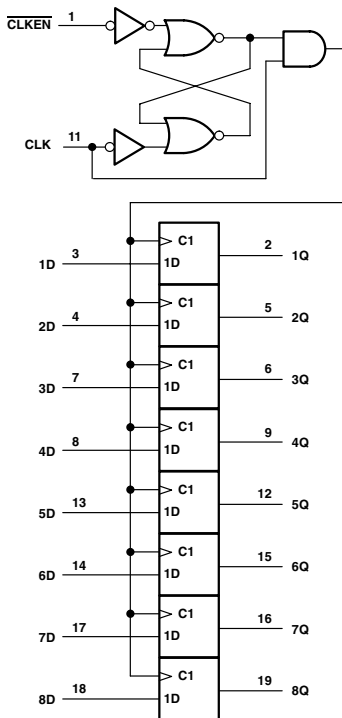 CLKEN 1
CLK 11
C1
1D 3 1D 2 1Q
C1
2D 4 1D 5 2Q
C1
3D 7 1D 6 3Q
C1
4D 8 1D 9 4Q
C1
5D 13 1D 12 5Q
C1
6D 14 1D 15 6Q
C1
7D 17 1D 16 7Q
C1
8D 18 1D 19 8Q